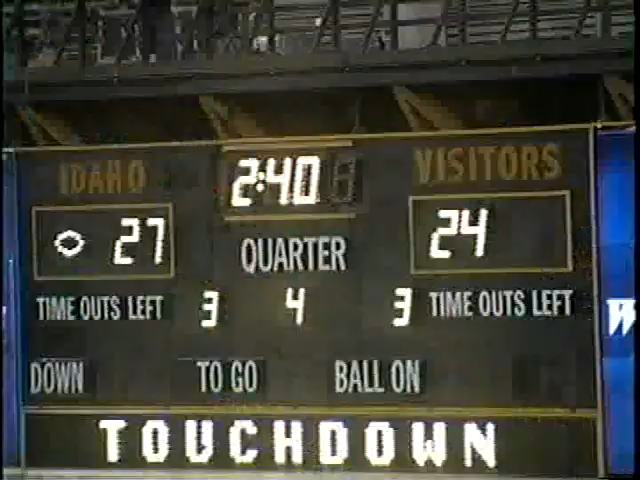 IDAHO 2:40 VISITORS
27 QUARTER 24
TIME OUTS LEFT 3 4 3 TIME OUTS LEFT
DOWN TO GO BALL ON
TOUCHDOWN